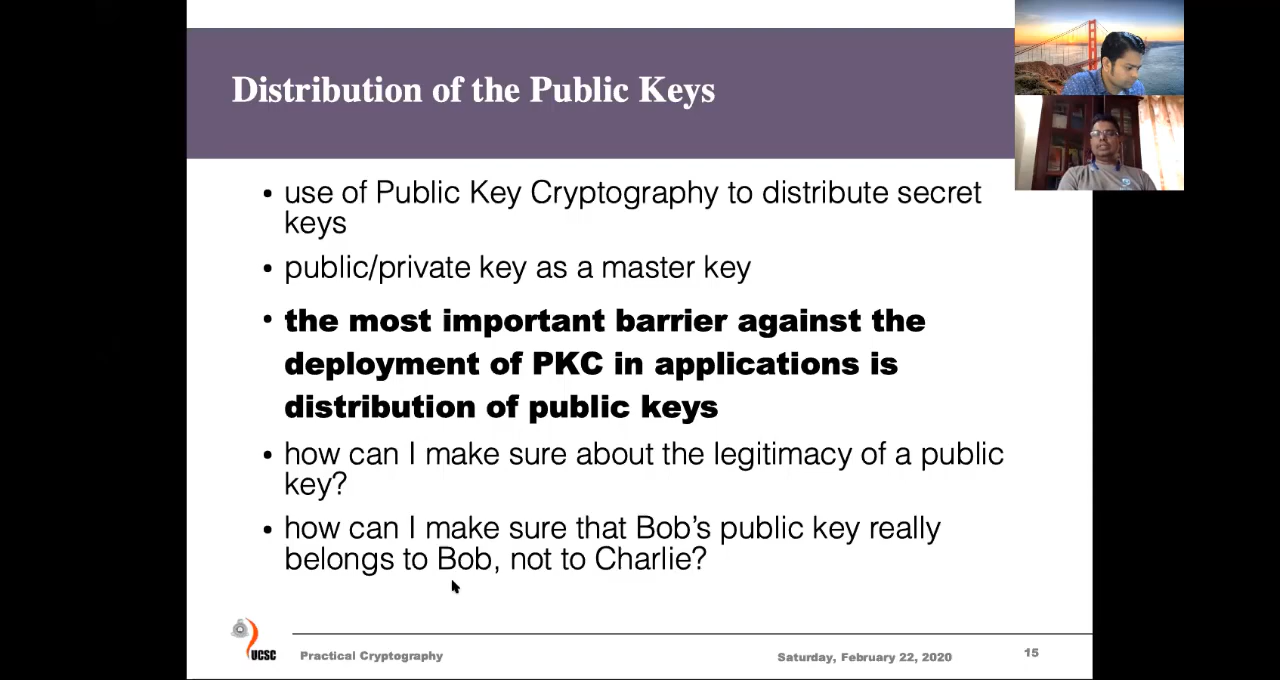 Distribution of the Public Keys
• use of Public Key Cryptography to distribute secret
keys
• public/private key as a master key
• the most important barrier against the
deployment of PKC in applications is
distribution of public keys
• how can I make sure about the legitimacy of a public
key?
• how can I make sure that Bob’s public key really
belongs to Bob, not to Charlie?
UCSC
Practical Cryptography
Saturday, February 22, 2020
15